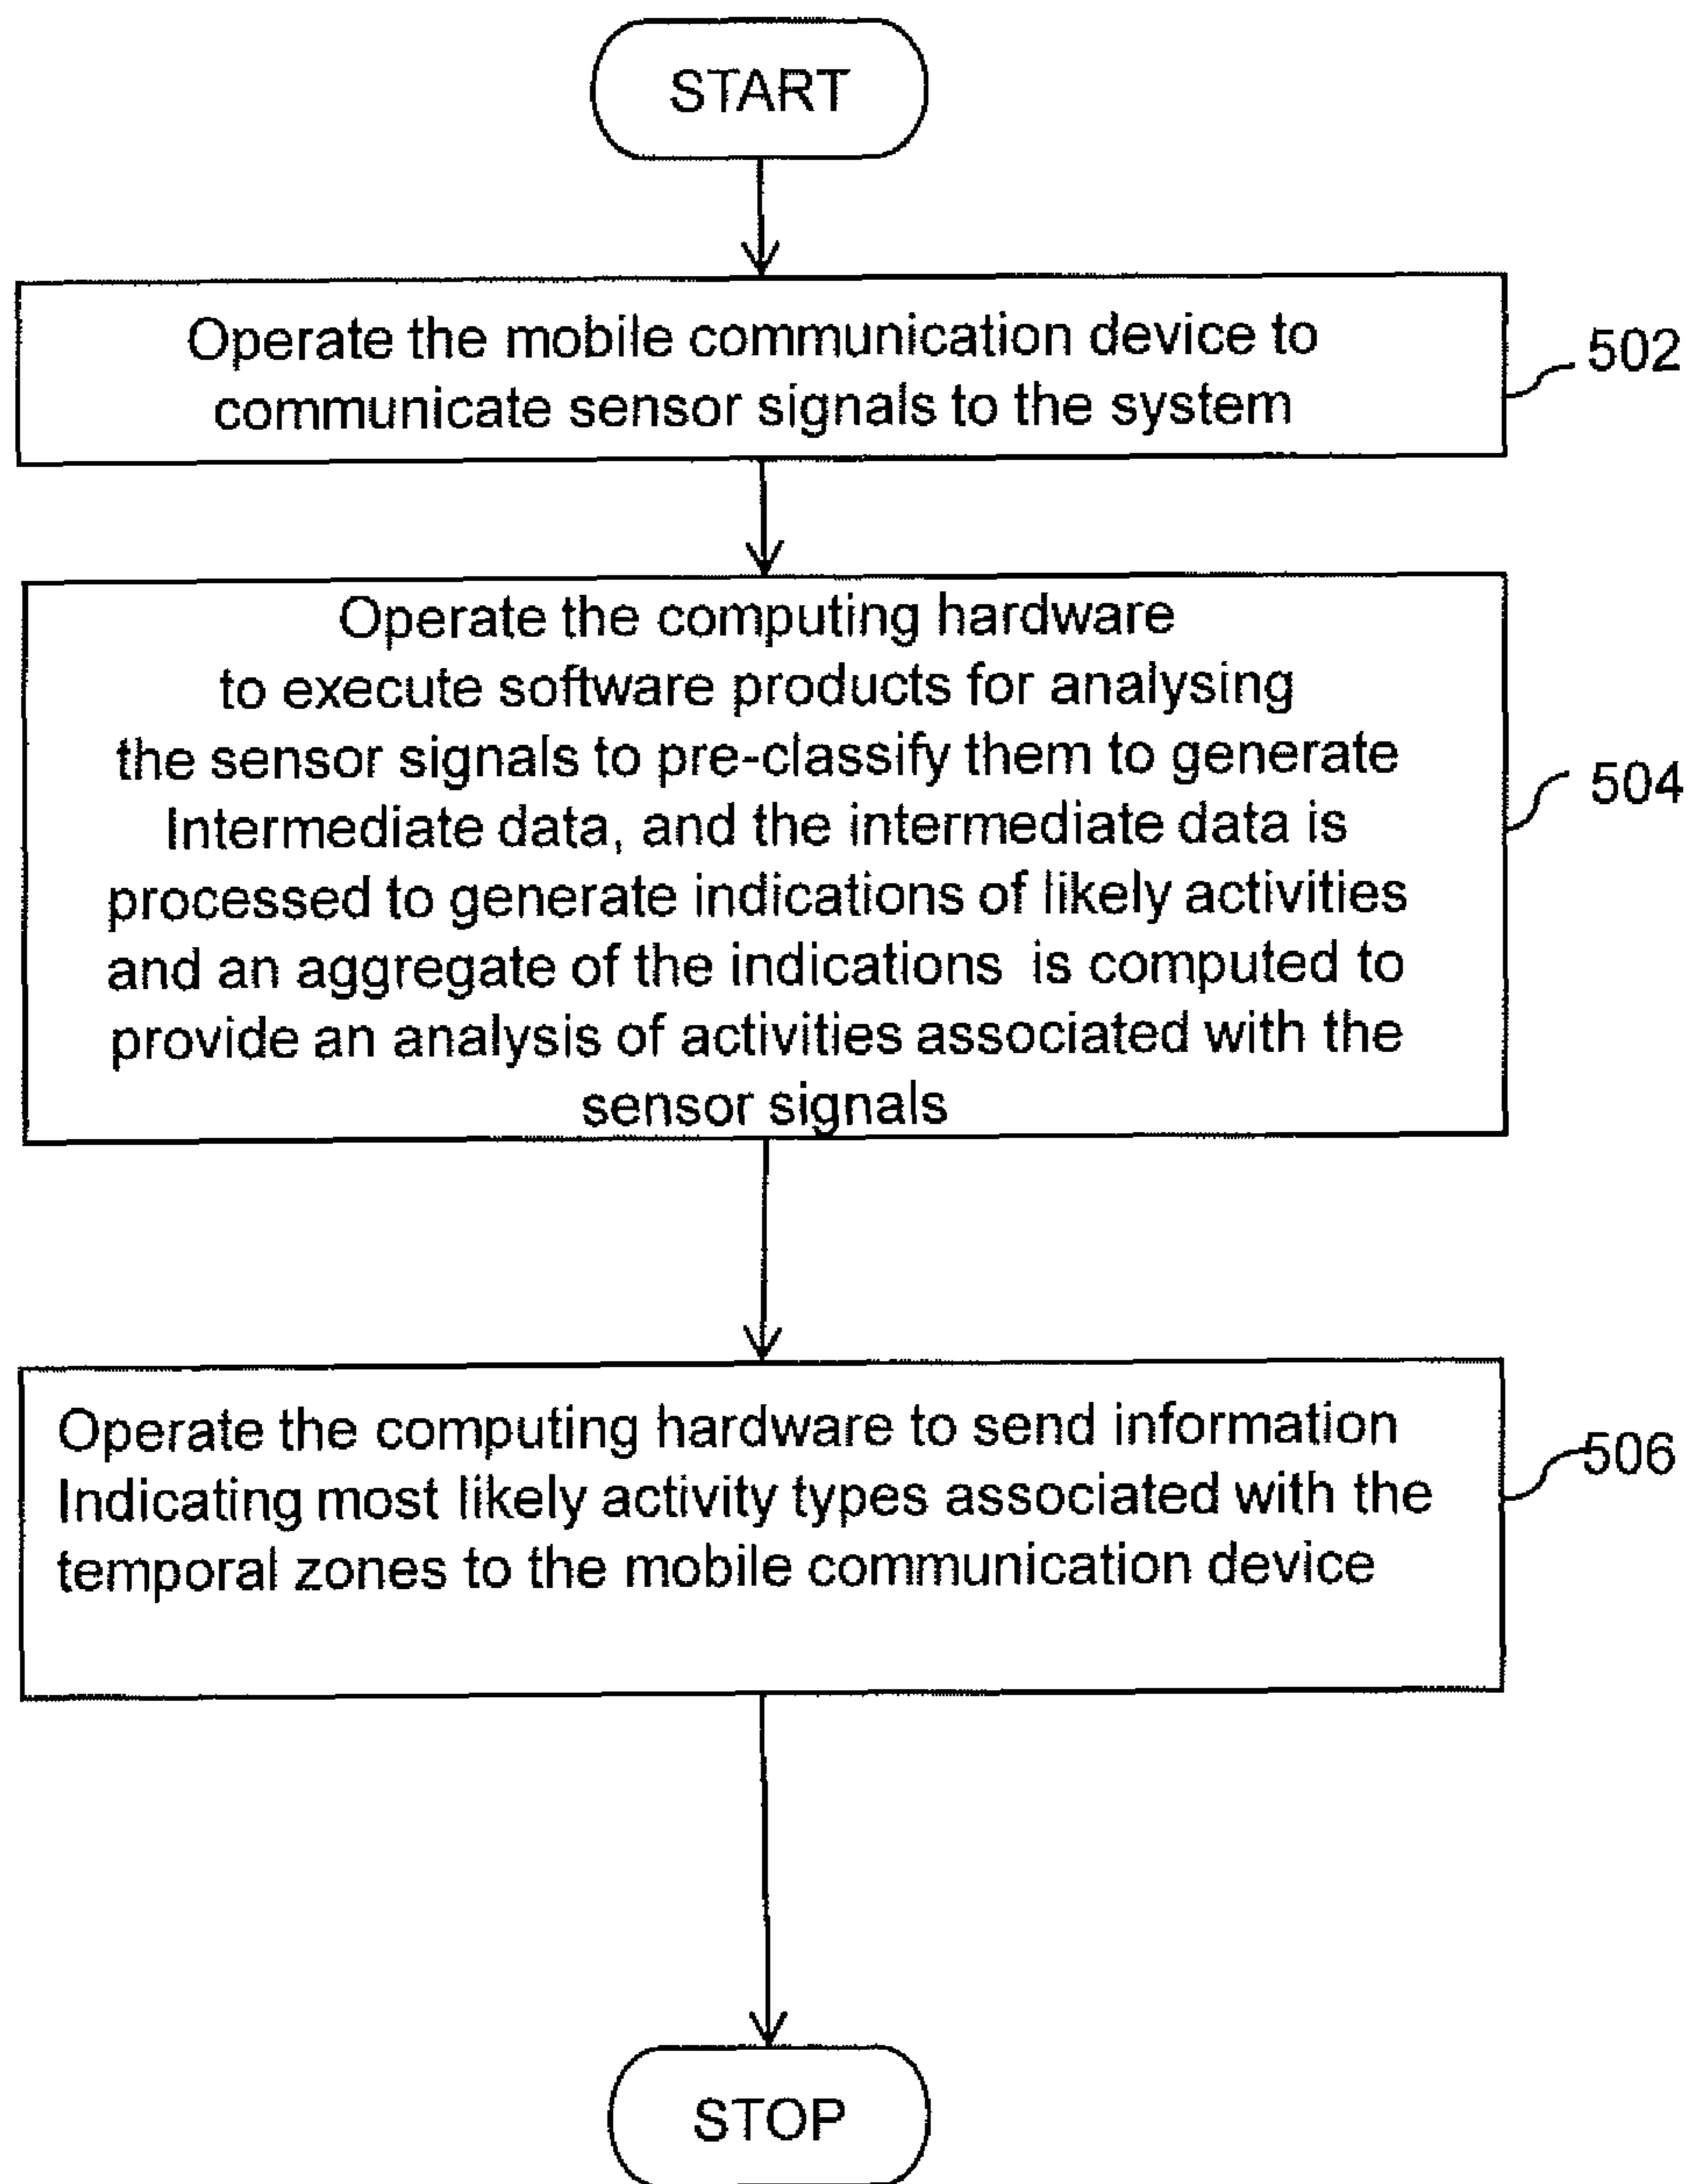 START
Operate the mobile communication device to
communicate sensor signals to the system
502
Operate the computing hardware
to execute software products for analysing
the sensor signals to pre-classify them to generate
Intermediate data, and the intermediate data is
processed to generate indications of likely activities
and an aggregate of the indications is computed to
provide an analysis of activities associated with the
sensor signals
504
Operate the computing hardware to send information
Indicating most likely activity types associated with the
temporal zones to the mobile communication device
506
STOP